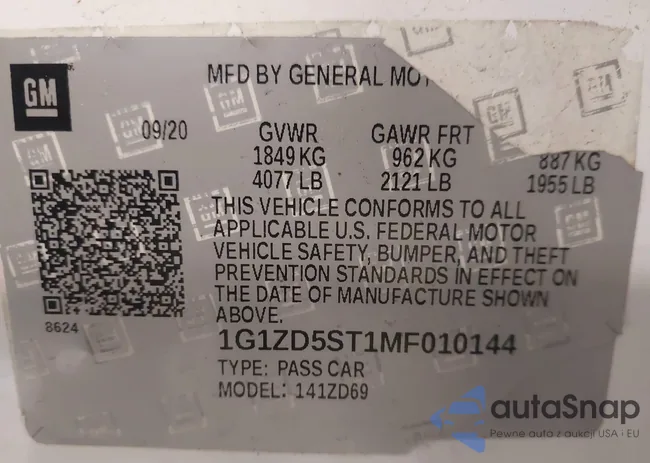 GM
MFD BY GENERAL MOT
09/20 GVWR GAWR FRT
1849 KG 962 KG 887 KG
4077 LB 2121 LB 1955 LB
THIS VEHICLE CONFORMS TO ALL
APPLICABLE U.S. FEDERAL MOTOR
VEHICLE SAFETY, BUMPER, AND THEFT
PREVENTION STANDARDS IN EFFECT ON
THE DATE OF MANUFACTURE SHOWN
ABOVE.
8624
1G1ZD5ST1MF010144
TYPE: PASS CAR
MODEL: 141ZD69
autaSnap
Pewne auta z aukcji USA i EU